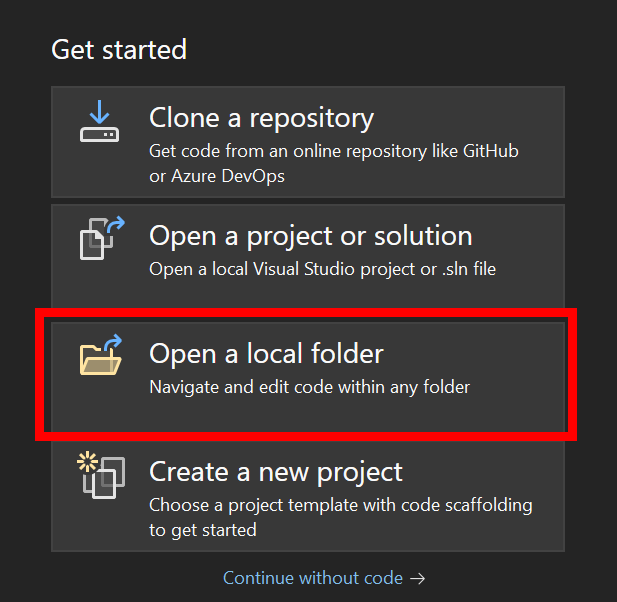 Get started
Clone a repository
Get code from an online repository like GitHub
or Azure DevOps
Open a project or solution
Open a local Visual Studio project or .sln file
Open a local folder
Navigate and edit code within any folder
Create a new project
Choose a project template with code scaffolding
to get started
Continue without code →